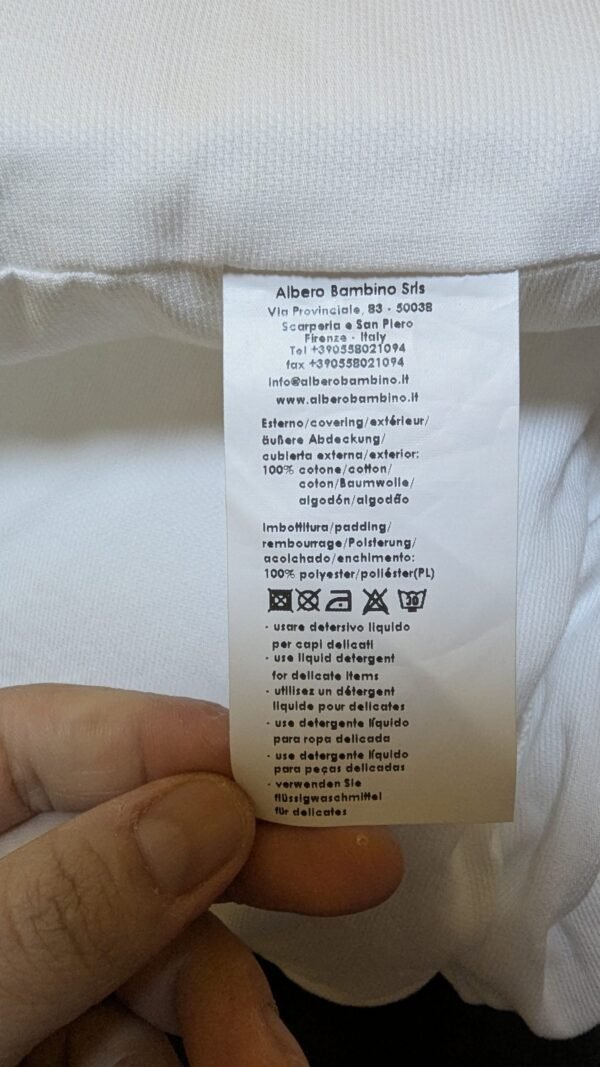 Albero Bambino Srls
Via Provinciale, 83 - 50038
Scarperia e San Piero
Firenze - Italy
Tel +390558021094
fax +390558021094
info@alberobambino.it
www.alberobambino.it
Esterno/covering/extérieur/
äußere Abdeckung/
cubierta externa/exterior:
100% cotone/cotton/
coton/Baumwolle/
algodón/algodão
Imbottitura/padding/
rembourrage/Polsterung/
acolchado/enchimento:
100% polyester/poliéster(PL)
30
- usare detersivo liquido
per capi delicati
- use liquid detergent
for delicate items
- utilisez un détergent
liquide pour delicates
- use detergente líquido
para ropa delicada
- use detergente líquido
para peças delicadas
- verwenden Sie
flüssigwaschmittel
für delicates